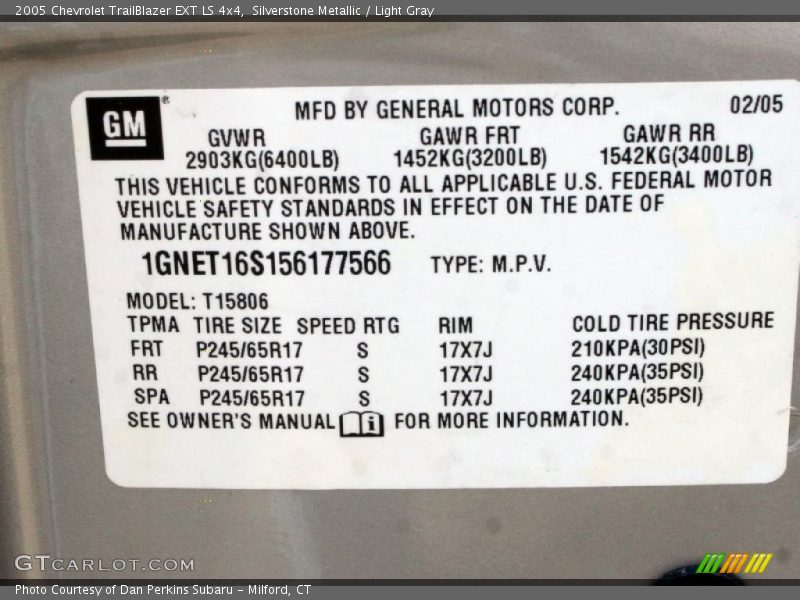 2005 Chevrolet TrailBlazer EXT LS 4x4, Silverstone Metallic / Light Gray
GM ® MFD BY GENERAL MOTORS CORP. 02/05
GVWR GAWR FRT GAWR RR
2903KG(6400LB) 1452KG(3200LB) 1542KG(3400LB)
THIS VEHICLE CONFORMS TO ALL APPLICABLE U.S. FEDERAL MOTOR
VEHICLE SAFETY STANDARDS IN EFFECT ON THE DATE OF
MANUFACTURE SHOWN ABOVE.
1GNET16S156177566 TYPE: M.P.V.
MODEL: T15806
TPMA TIRE SIZE SPEED RTG RIM COLD TIRE PRESSURE
FRT P245/65R17 S 17X7J 210KPA(30PSI)
RR P245/65R17 S 17X7J 240KPA(35PSI)
SPA P245/65R17 S 17X7J 240KPA(35PSI)
SEE OWNER'S MANUAL i FOR MORE INFORMATION.
GTCARLOT.COM
Photo Courtesy of Dan Perkins Subaru - Milford, CT